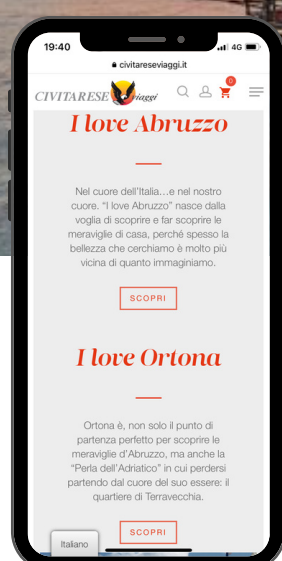 19:40
4G
civitareseviaggi.it
CIVITARESE viaggi
0
I love Abruzzo
Nel cuore dell'Italia…e nel nostro
cuore. “I love Abruzzo” nasce dalla
voglia di scoprire e far scoprire le
meraviglie di casa, perché spesso la
bellezza che cerchiamo è molto più
vicina di quanto immaginiamo.
SCOPRI
I love Ortona
Ortona è, non solo il punto di
partenza perfetto per scoprire le
meraviglie d'Abruzzo, ma anche la
“Perla dell'Adriatico” in cui perdersi
partendo dal cuore del suo essere: il
quartiere di Terravecchia.
SCOPRI
Italiano